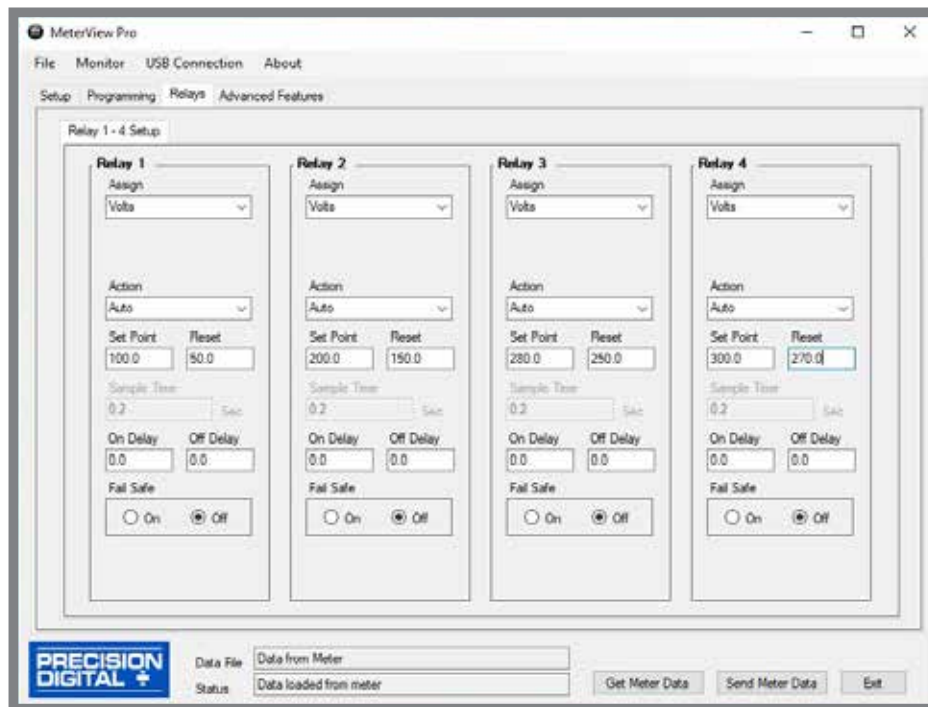 MeterView Pro
File Monitor USB Connection About
Setup Programming Relays Advanced Features
Relay 1 - 4 Setup
Relay 1 Relay 2 Relay 3 Relay 4
Assign Assign Assign Assign
Volts Volts Volts Volts
Action Action Action Action
Auto Auto Auto Auto
Set Point Reset Set Point Reset Set Point Reset Set Point Reset
100.0 50.0 200.0 150.0 280.0 250.0 300.0 270.0
Sample Time Sample Time Sample Time Sample Time
0.2 Sec 0.2 Sec 0.2 Sec 0.2 Sec
On Delay Off Delay On Delay Off Delay On Delay Off Delay On Delay Off Delay
0.0 0.0 0.0 0.0 0.0 0.0 0.0 0.0
Fail Safe Fail Safe Fail Safe Fail Safe
On Off On Off On Off On Off
PRECISION
DIGITAL
Data File Data from Meter
Status Data loaded from meter
Get Meter Data Send Meter Data Exit